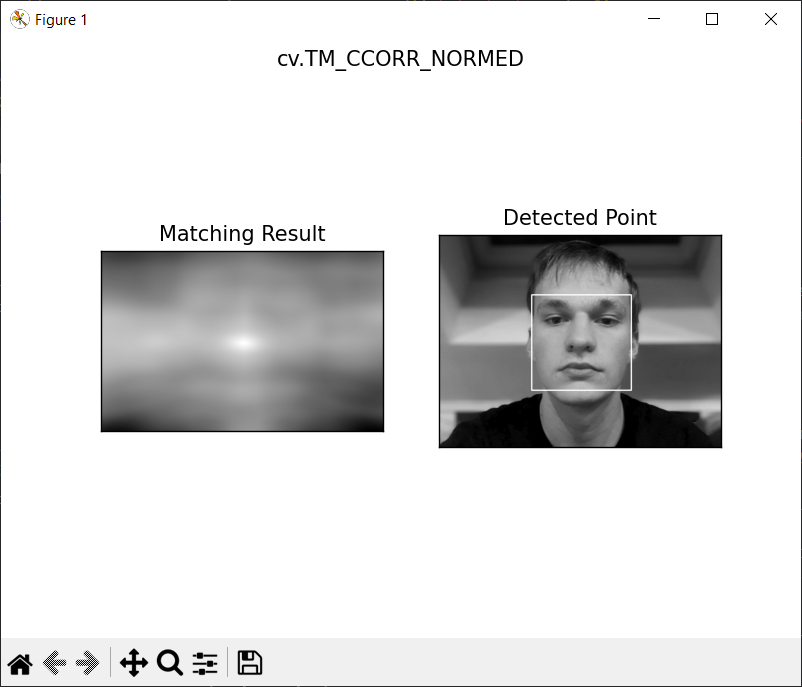 Figure 1
cv.TM_CCORR_NORMED
Matching Result
Detected Point